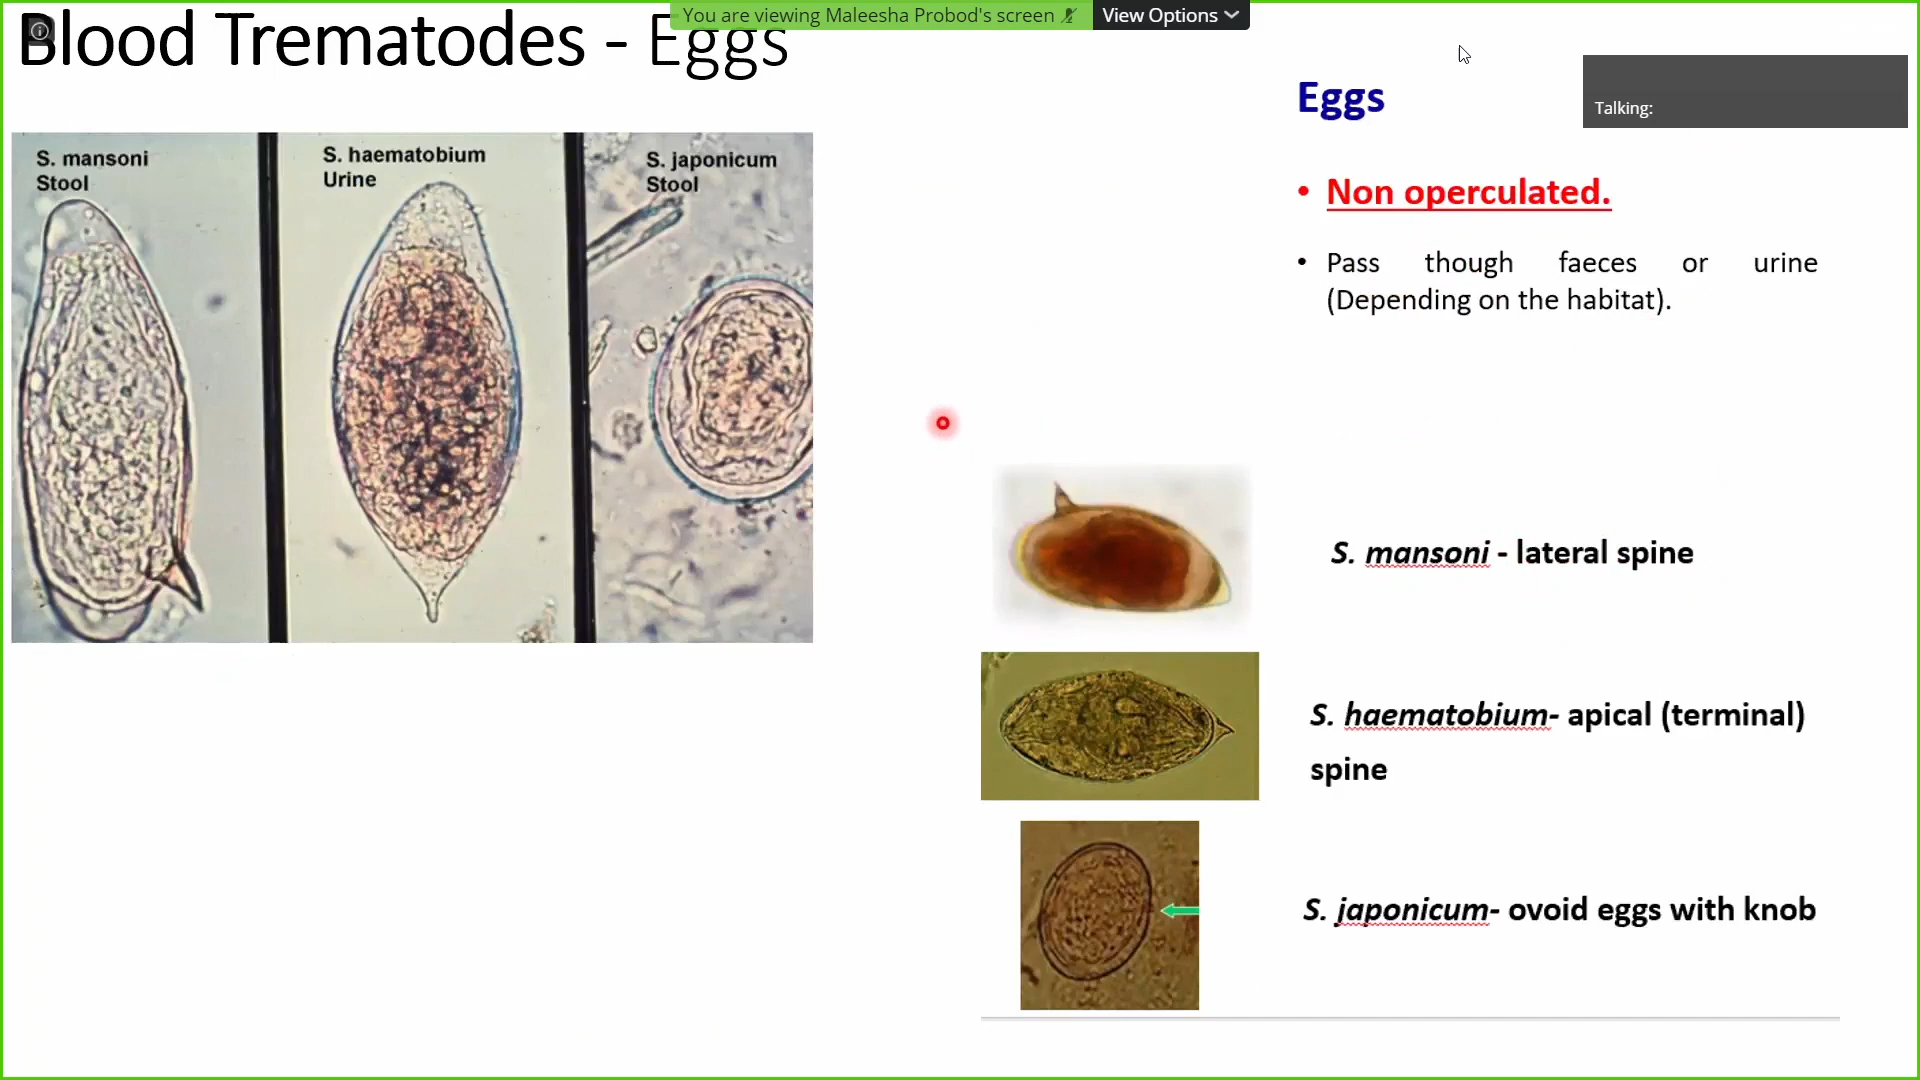 You are viewing Maleesha Probod's screen
View Options
Blood Trematodes - Eggs
Talking:
S. mansoni
Stool
S. haematobium
Urine
S. japonicum
Stool
Eggs
• Non operculated.
• Pass though faeces or urine
(Depending on the habitat).
S. mansoni - lateral spine
S. haematobium- apical (terminal)
spine
S. japonicum- ovoid eggs with knob